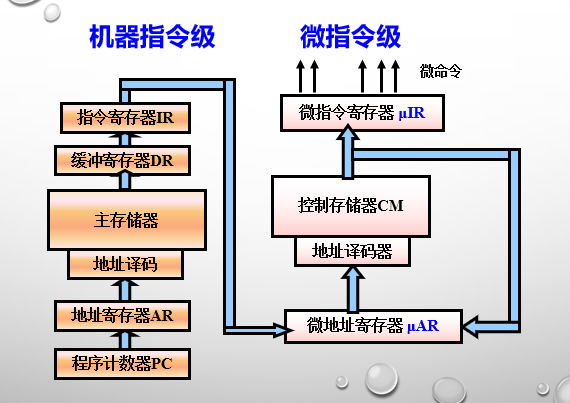 机器指令级
微指令级
微命令
指令寄存器IR
微指令寄存器 μIR
缓冲寄存器DR
主存储器
控制存储器CM
地址译码
地址译码器
地址寄存器AR
微地址寄存器 μAR
程序计数器PC